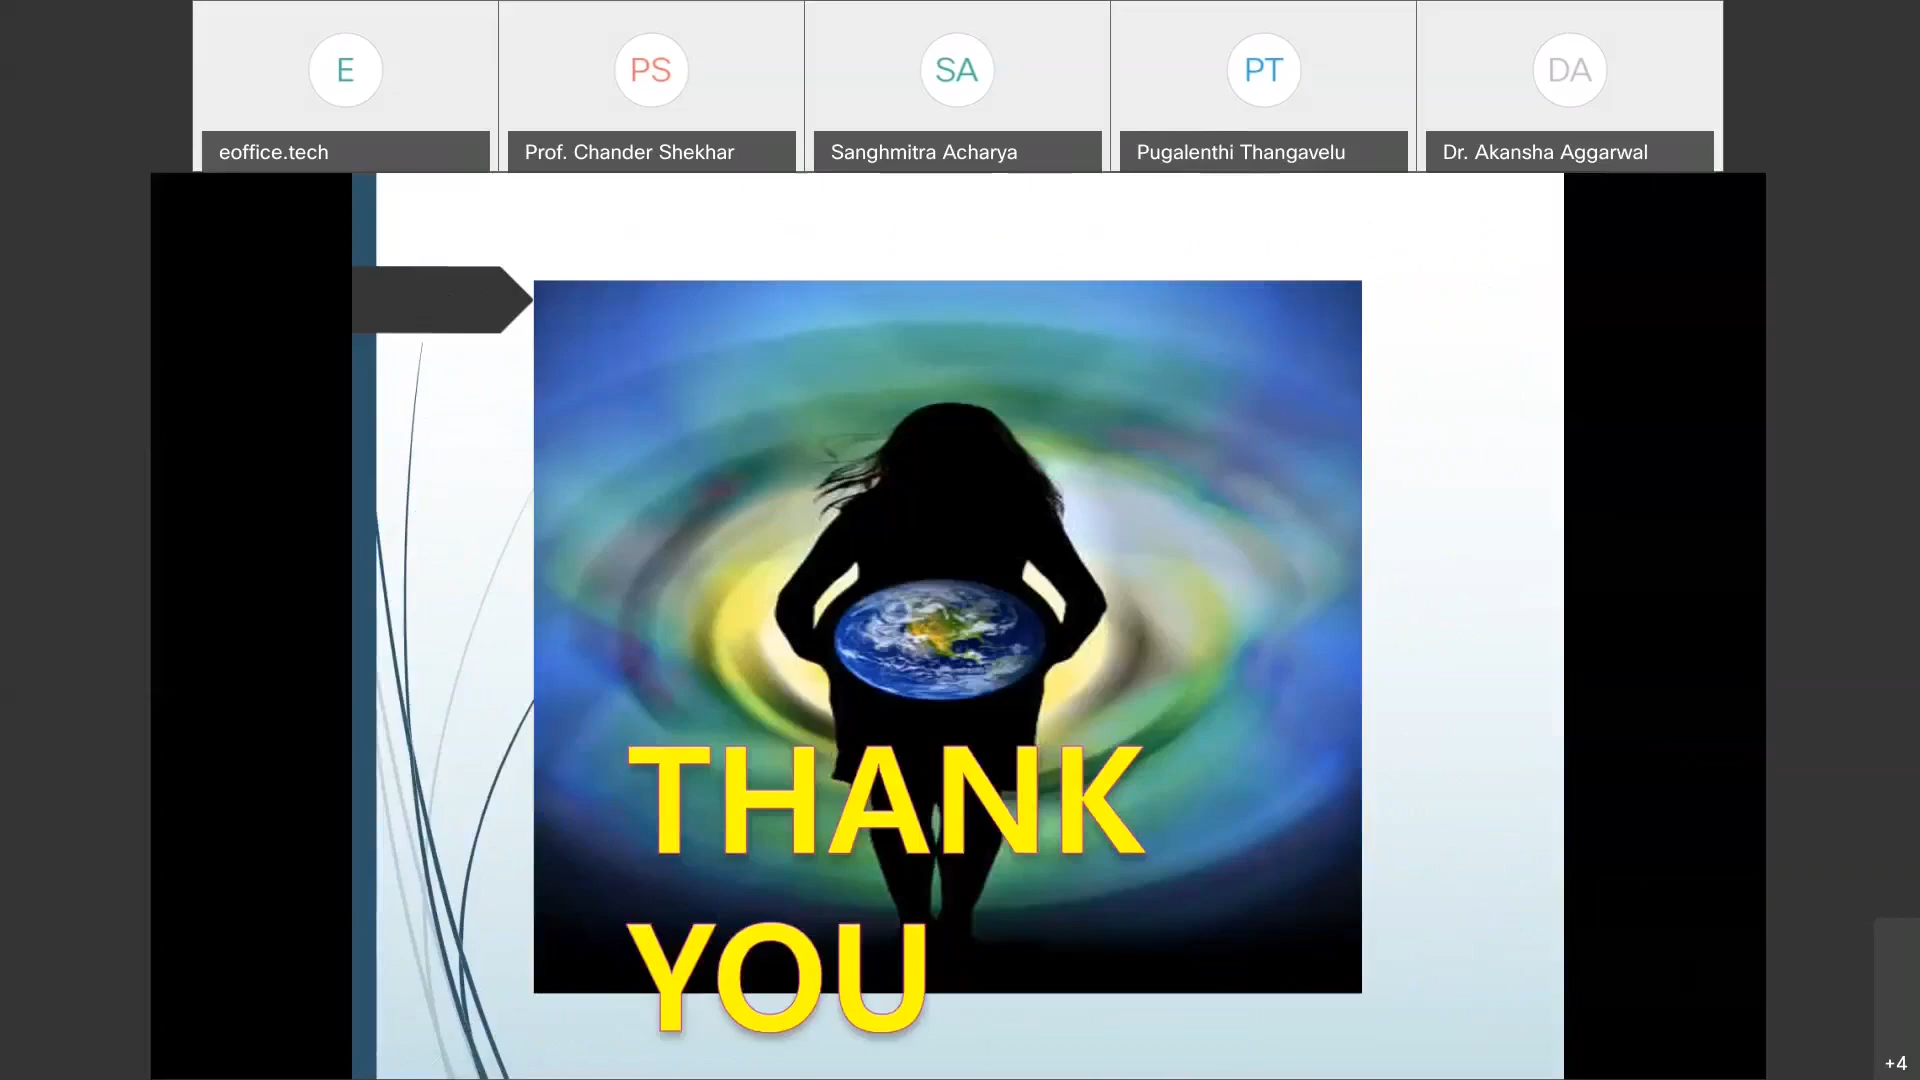 E
PS
SA
PT
DA
eoffice.tech
Prof. Chander Shekhar
Sanghmitra Acharya
Pugalenthi Thangavelu
Dr. Akansha Aggarwal
THANK
YOU
+4